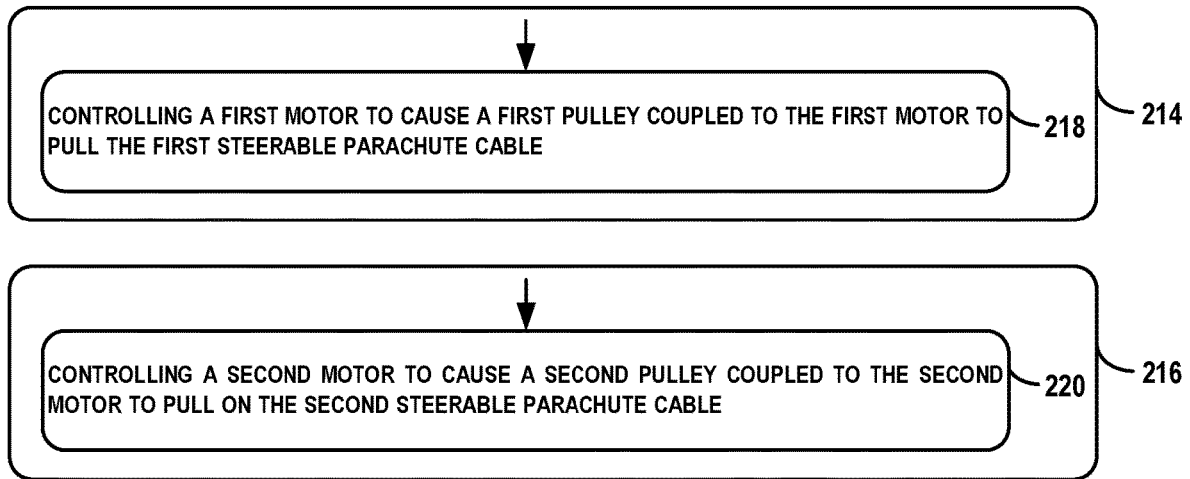 CONTROLLING A FIRST MOTOR TO CAUSE A FIRST PULLEY COUPLED TO THE FIRST MOTOR TO
PULL THE FIRST STEERABLE PARACHUTE CABLE
218
214
CONTROLLING A SECOND MOTOR TO CAUSE A SECOND PULLEY COUPLED TO THE SECOND
MOTOR TO PULL ON THE SECOND STEERABLE PARACHUTE CABLE
220
216